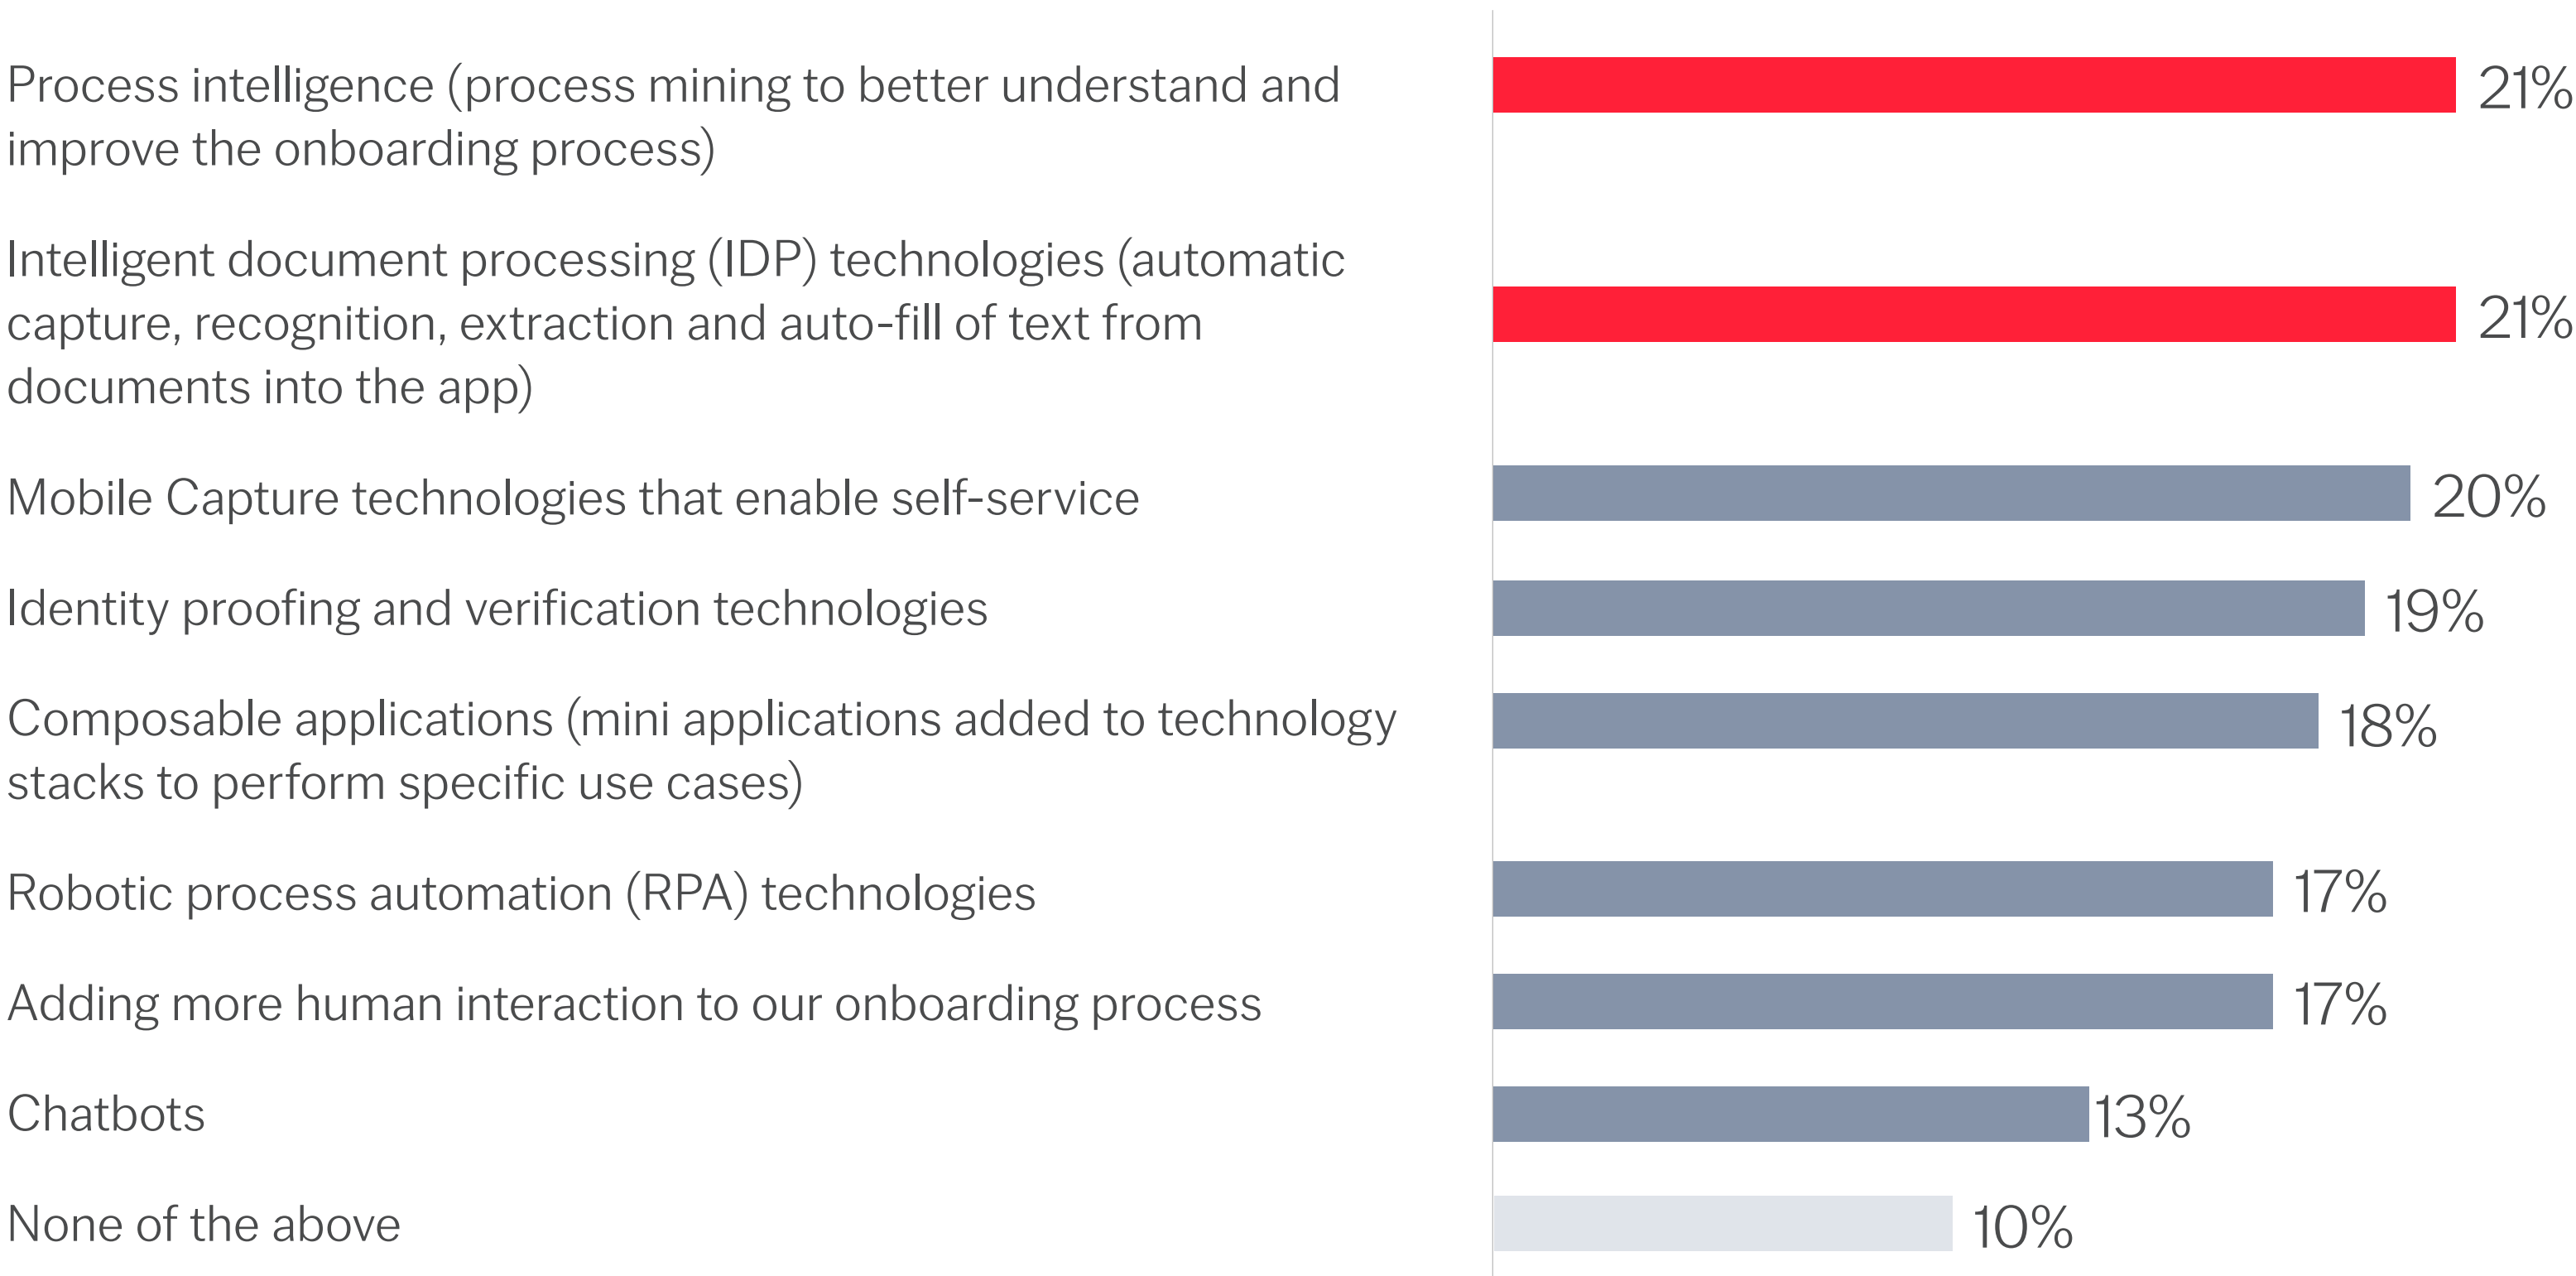 Process intelligence (process mining to better understand and
improve the onboarding process)
21%
Intelligent document processing (IDP) technologies (automatic
capture, recognition, extraction and auto-fill of text from
documents into the app)
21%
Mobile Capture technologies that enable self-service
20%
Identity proofing and verification technologies
19%
Composable applications (mini applications added to technology
stacks to perform specific use cases)
18%
Robotic process automation (RPA) technologies
17%
Adding more human interaction to our onboarding process
17%
Chatbots
13%
None of the above
10%